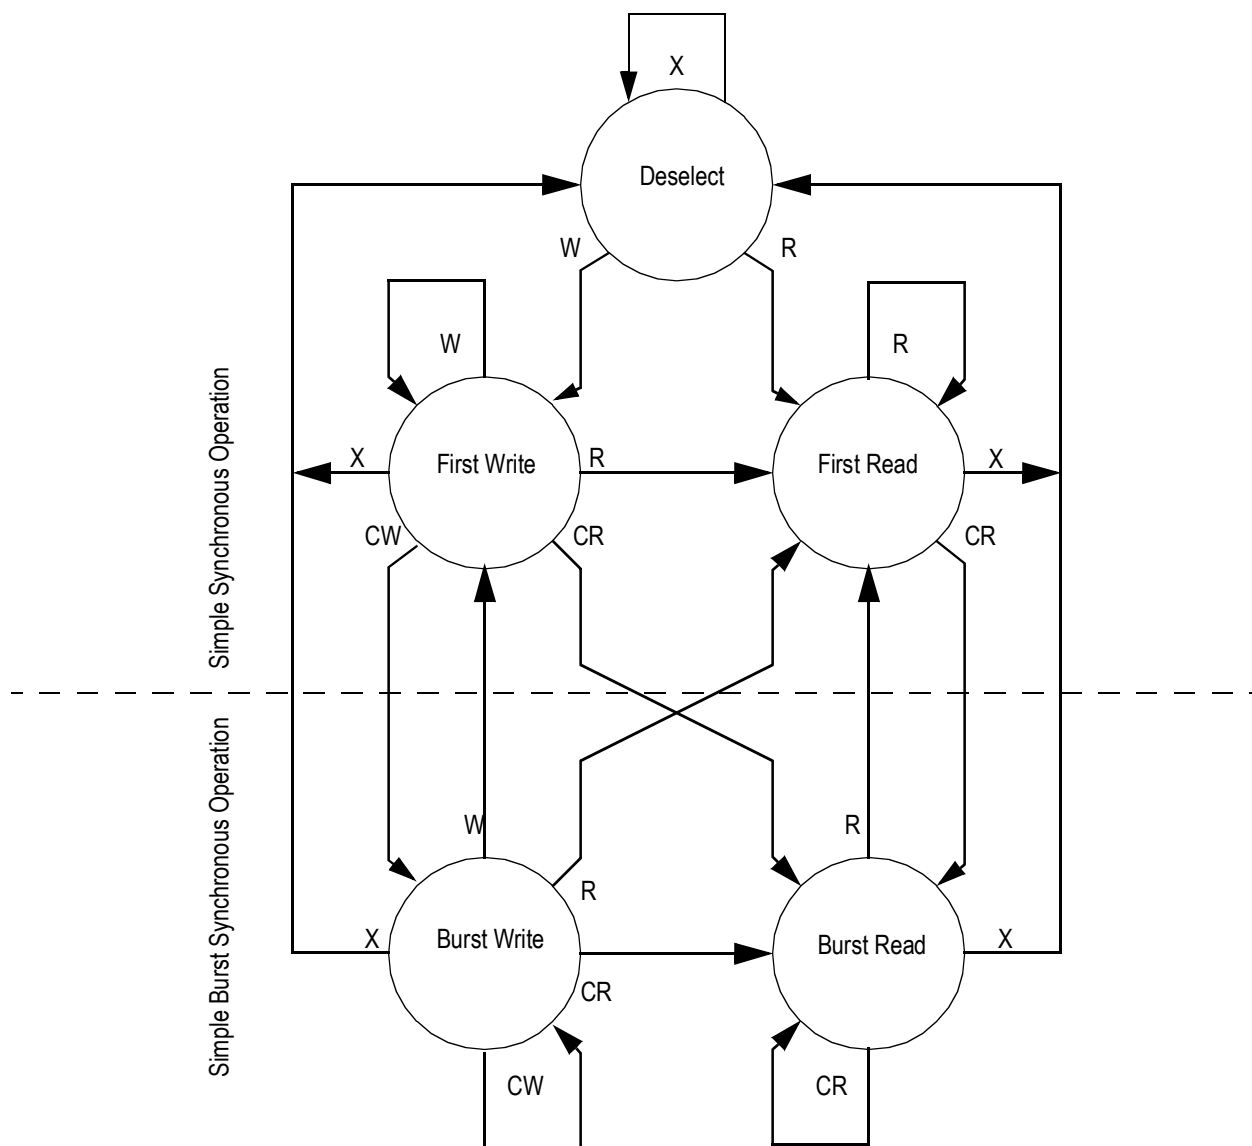 X
Deselect
W
R
W
R
X
First Write
R
First Read
X
CW
CR
CR
Simple Synchronous Operation
Simple Burst Synchronous Operation
W
R
R
X
Burst Write
Burst Read
X
CR
CW
CR